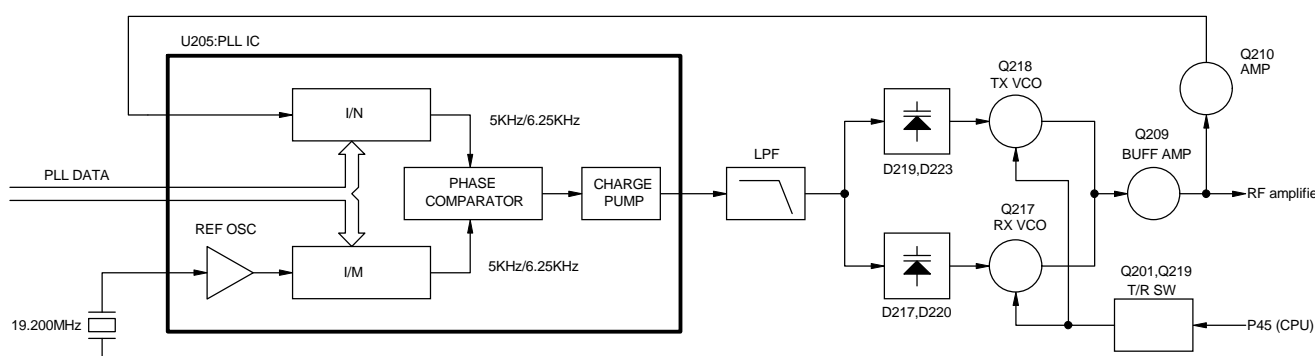 U205:PLL IC
Q210
AMP
Q218
TX VCO
I/N
5KHz/6.25KHz
Q209
BUFF AMP
LPF
D219,D223
PLL DATA
PHASE
COMPARATOR
CHARGE
PUMP
RF amplifie
REF OSC
Q217
RX VCO
I/M
5KHz/6.25KHz
Q201,Q219
T/R SW
D217,D220
19.200MHz
P45 (CPU)